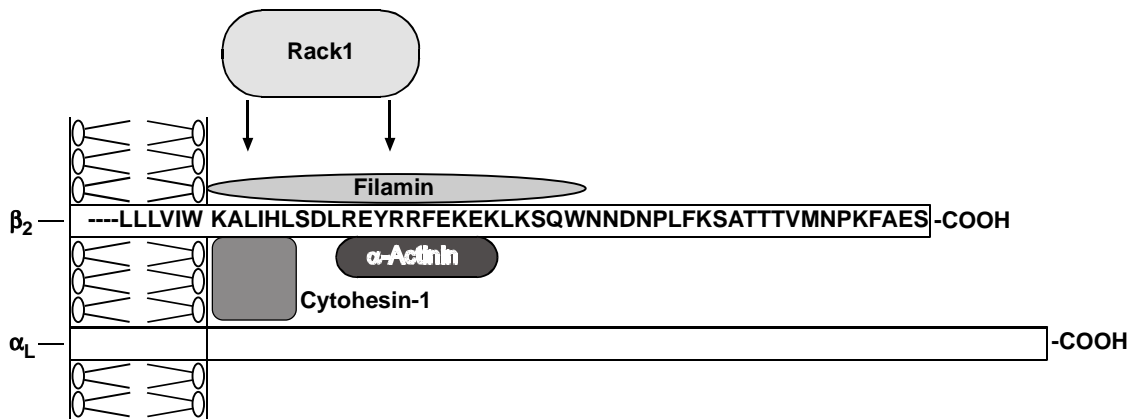 Rack1
Filamin
β2 ----LLLVIW KALIHLSDLREYRRFEKEKLKSQWNNDNPLFKSATTTVMNPKFAES -COOH
α-Actinin
Cytohesin-1
αL -COOH